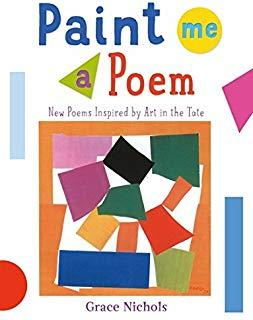 Paint me
a Poem
New Poems Inspired by Art in the Tate
Grace Nichols